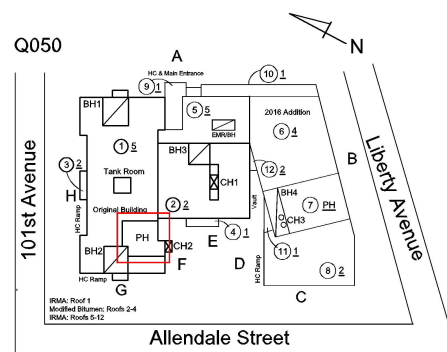 Q050
N
A
HC & Main Entrance
10 1
9 1
BH1
5 5
EMR/BH
2016 Addition
6 4
1 5
BH3
3 2
Tank Room
CH1
12 2
B
H
HC Ramp
BH4
7 PH
Original Building
2 2
Vault
CH3
PH
4 1
E
11 1
BH2
CH2
F
D
HC Ramp
8 2
HC Ramp
G
C
IRMA: Roof 1
Modified Bitumen: Roofs 2-4
IRMA: Roofs 5-12
101st Avenue
Liberty Avenue
Allendale Street